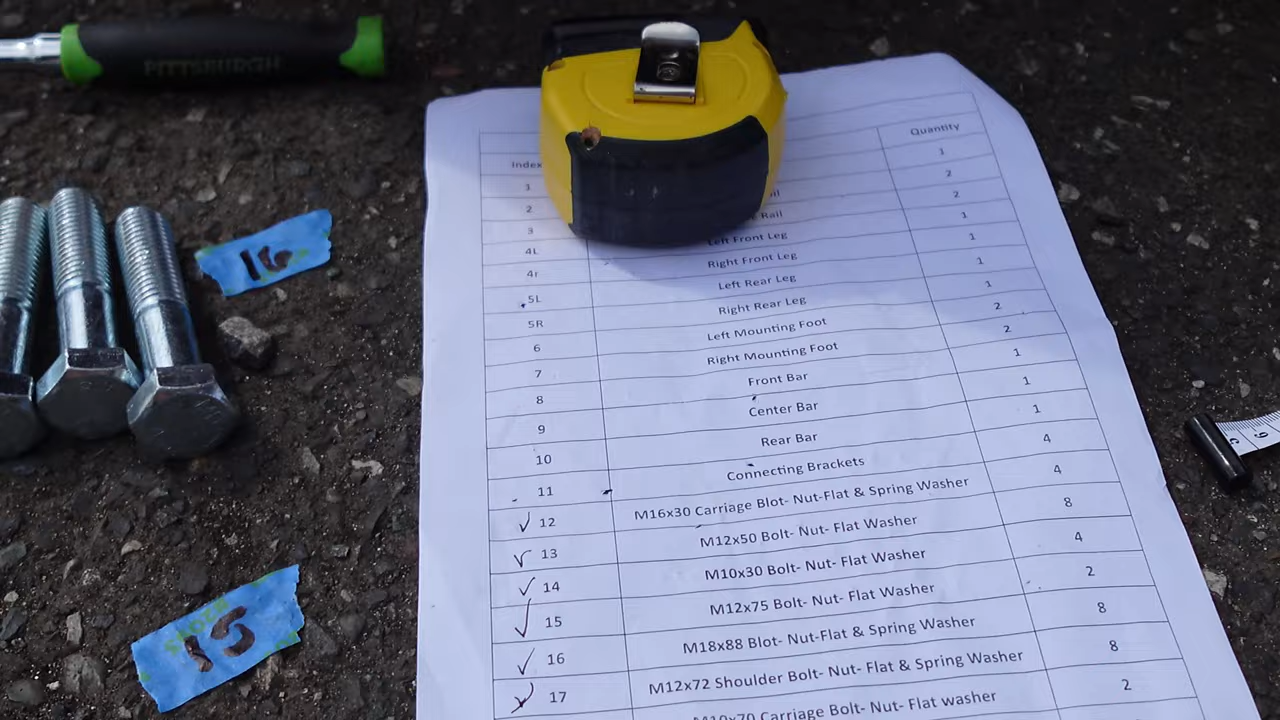 PITTSBURGH
16
15
Index Quantity
1 1
2 2
3 Rail 2
4L Left Front Leg 1
4r Right Front Leg 1
5L Left Rear Leg 1
5R Right Rear Leg 1
6 Left Mounting Foot 2
7 Right Mounting Foot 2
8 Front Bar 1
9 Center Bar 1
10 Rear Bar 1
11 Connecting Brackets 4
12 M16x30 Carriage Blot- Nut-Flat & Spring Washer 4
13 M12x50 Bolt- Nut- Flat Washer 8
14 M10x30 Bolt- Nut- Flat Washer 4
15 M12x75 Bolt- Nut- Flat Washer 2
16 M18x88 Blot- Nut-Flat & Spring Washer 8
17 M12x72 Shoulder Bolt- Nut- Flat & Spring Washer 8
M10x70 Carriage Bolt- Nut- Flat washer 2